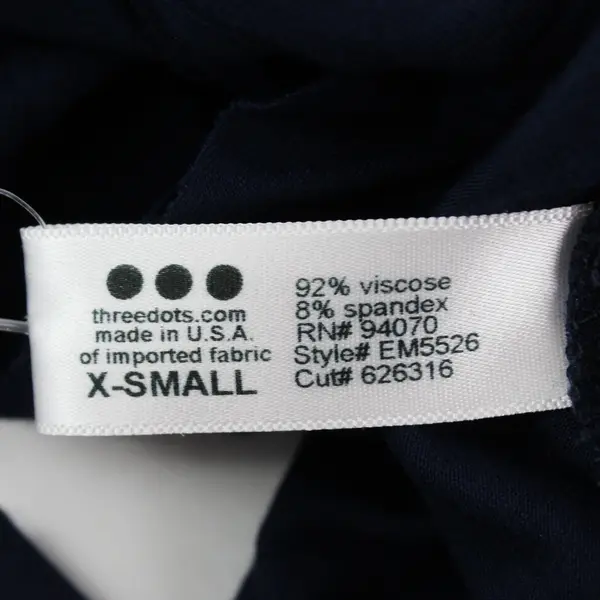 threedots.com
made in U.S.A.
of imported fabric
X-SMALL
92% viscose
8% spandex
RN# 94070
Style# EM5526
Cut# 626316